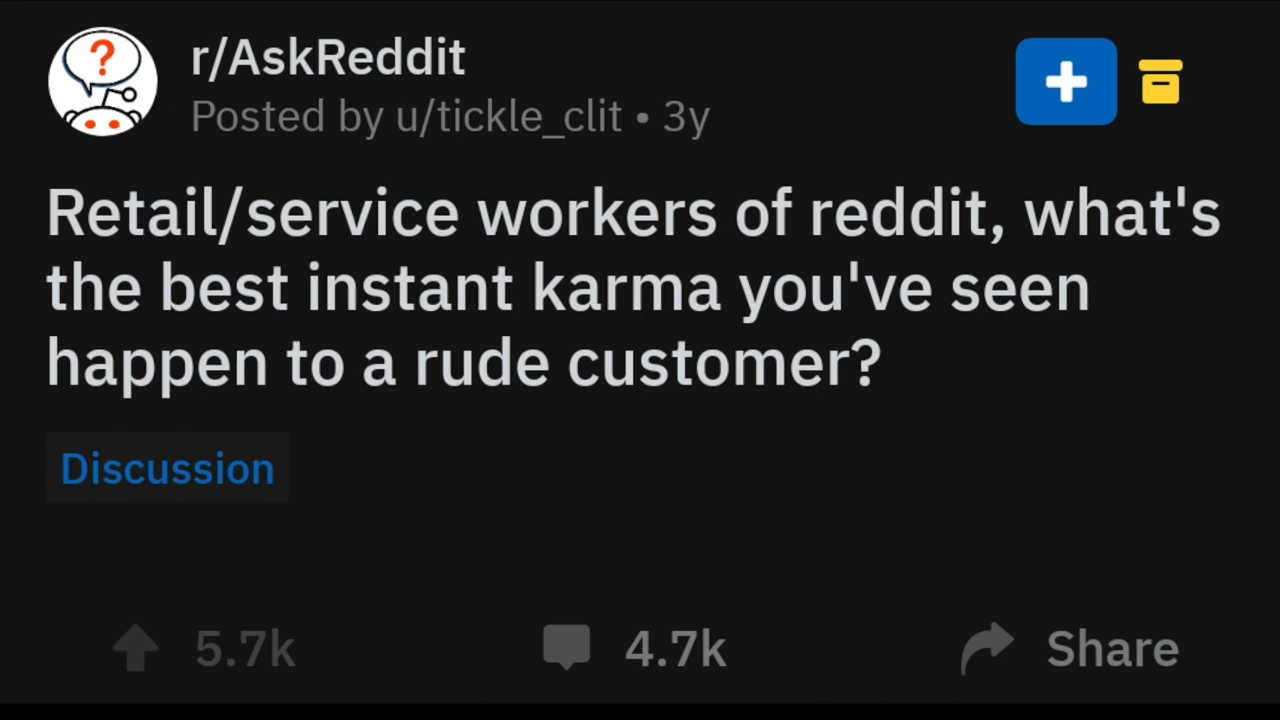 r/AskReddit
Posted by u/tickle_clit • 3y
Retail/service workers of reddit, what's
the best instant karma you've seen
happen to a rude customer?
Discussion
5.7k 4.7k Share